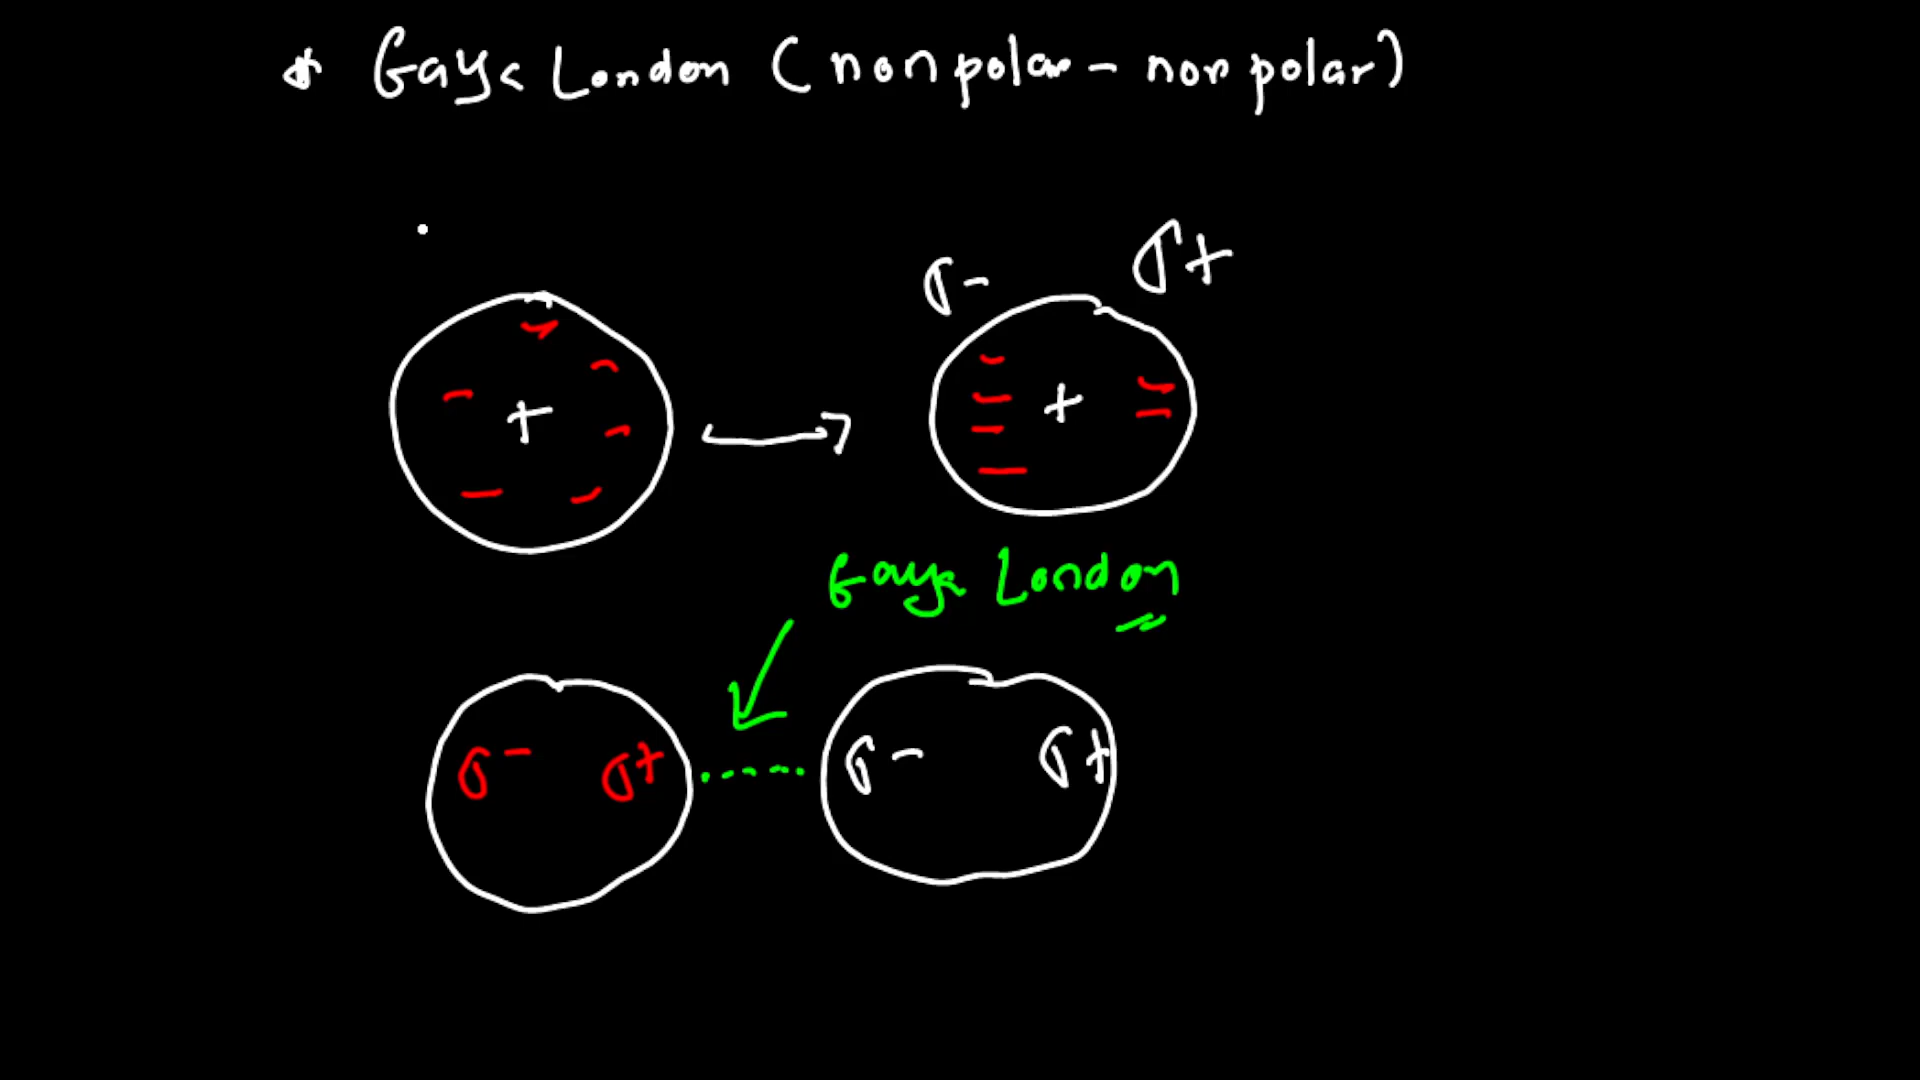 * Gaya London (nonpolar - nonpolar)
σ- σ+
- - - - - - +
- - - - + - -
Gaya London
σ- σ+ ..... σ- σ+